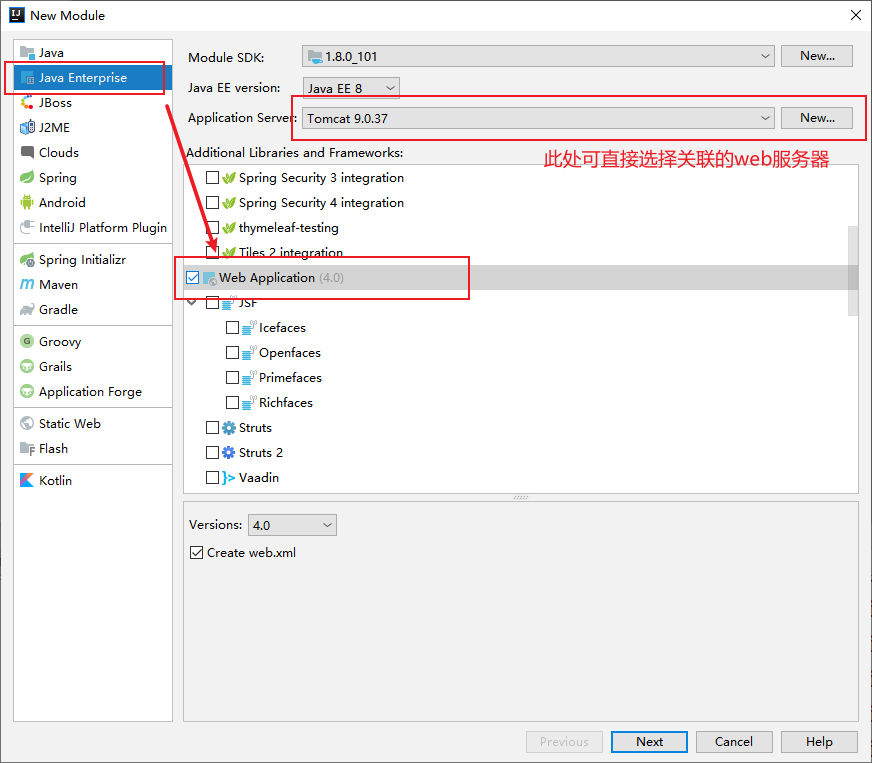 New Module
Java
Java Enterprise
JBoss
J2ME
Clouds
Spring
Android
IntelliJ Platform Plugin
Spring Initializr
Maven
Gradle
Groovy
Grails
Application Forge
Static Web
Flash
Kotlin
Module SDK: 1.8.0_101 New...
Java EE version: Java EE 8
Application Server: Tomcat 9.0.37 New...
此处可直接选择关联的web服务器
Additional Libraries and Frameworks:
Spring Security 3 integration
Spring Security 4 integration
thymeleaf-testing
Tiles 2 integration
Web Application (4.0)
JSF
Icefaces
Openfaces
Primefaces
Richfaces
Struts
Struts 2
Vaadin
Versions: 4.0
Create web.xml
Previous Next Cancel Help